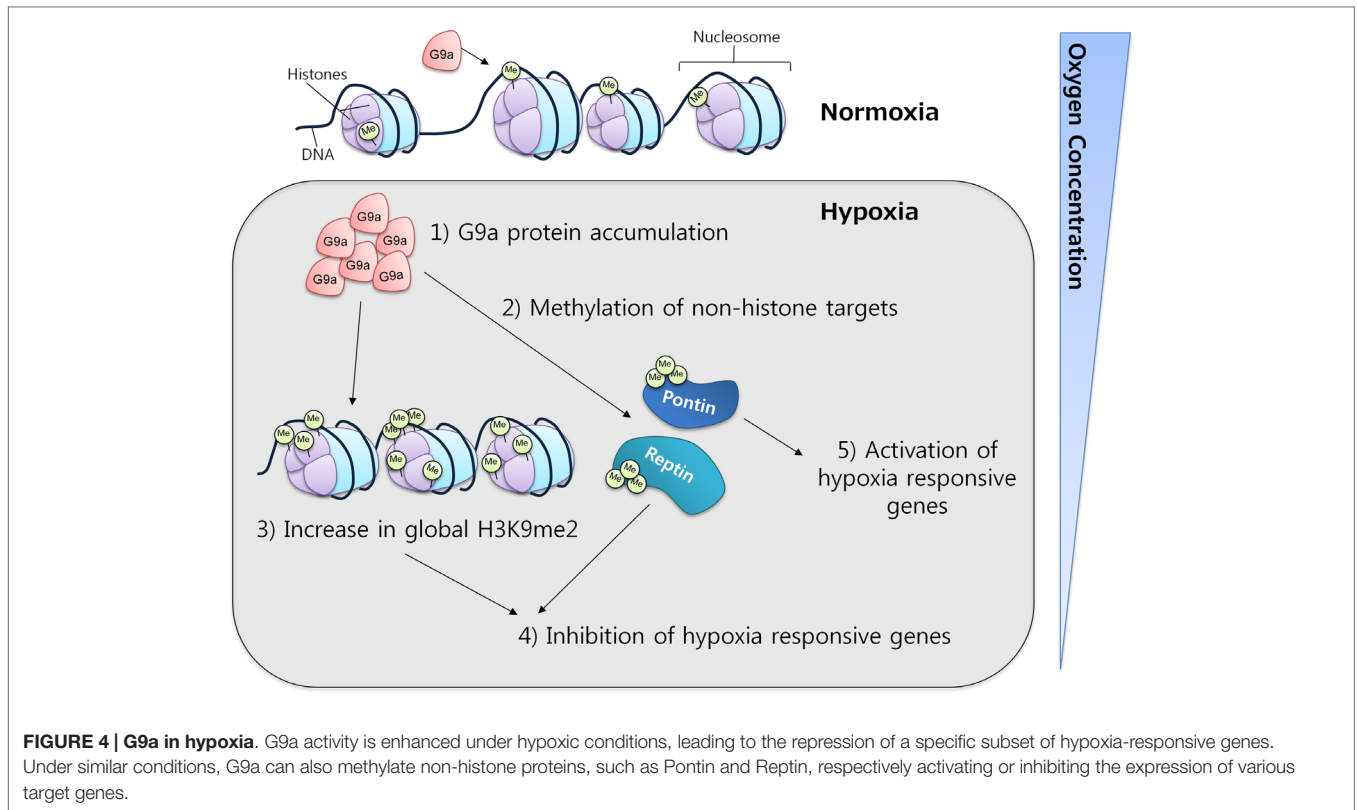 G9a
Nucleosome
Histones
Me
Me
Me
Me
DNA
Normoxia
Oxygen Concentration
Hypoxia
G9a
G9a
G9a
G9a
G9a
G9a
G9a
1) G9a protein accumulation
2) Methylation of non-histone targets
Me
Me
Me
Pontin
Reptin
Me
Me
Me
5) Activation of
hypoxia responsive
genes
Me
Me
Me
Me
Me
Me
Me
Me
Me
Me
Me
3) Increase in global H3K9me2
4) Inhibition of hypoxia responsive genes
FIGURE 4 | G9a in hypoxia. G9a activity is enhanced under hypoxic conditions, leading to the repression of a specific subset of hypoxia-responsive genes.
Under similar conditions, G9a can also methylate non-histone proteins, such as Pontin and Reptin, respectively activating or inhibiting the expression of various
target genes.